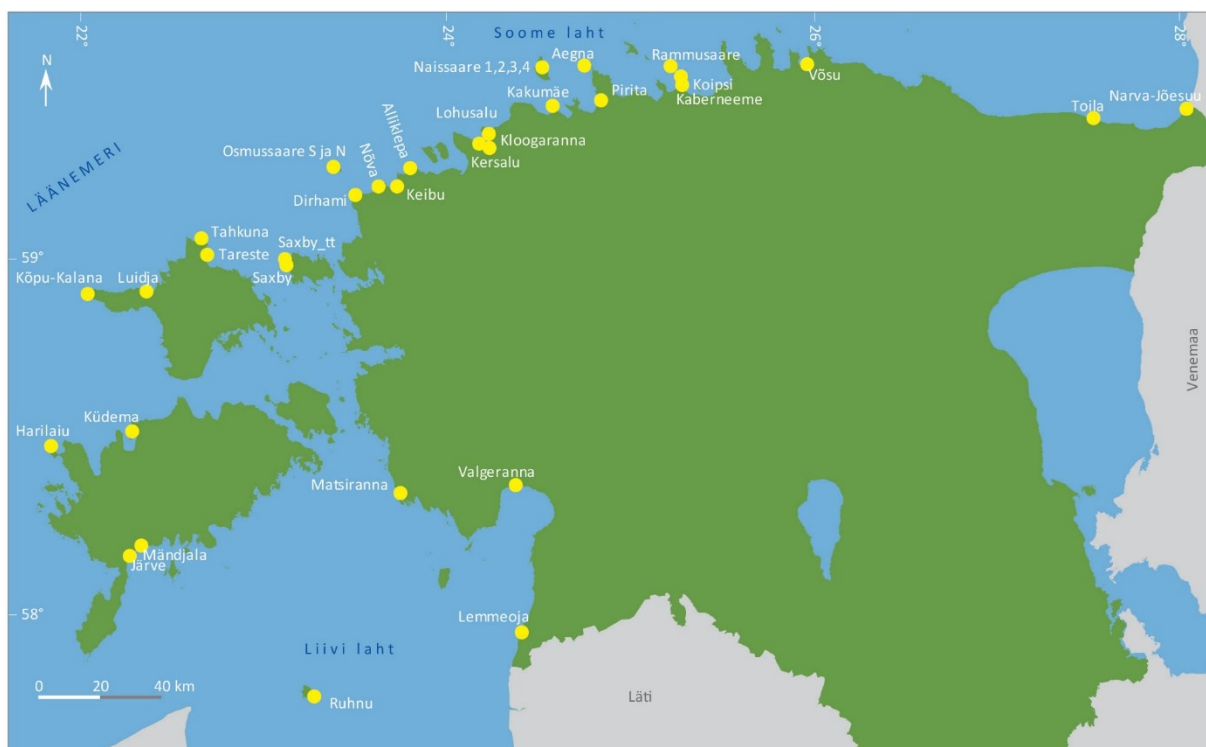 22°
24°
26°
28°
Soome laht
N
Aegna
Rammusaare
Naissaare 1,2,3,4
Võsu
Koipsi
Kakumäe
Pirita
Kaberneeme
Narva-Jõesuu
Toila
Lohusalu
Alliklepa
Kloogaranna
Osmussaare S ja N
Nõva
Kersalu
LÄÄNEMERI
Dirhami
Keibu
Tahkuna
Saxby_tt
59°
Tareste
Kõpu-Kalana
Luidja
Saxby
Venemaa
Küdema
Harilaiu
Valgeranna
Matsiranna
Mändjala
Järve
58°
Lemmeoja
Liivi laht
0 20 40 km
Läti
Ruhnu